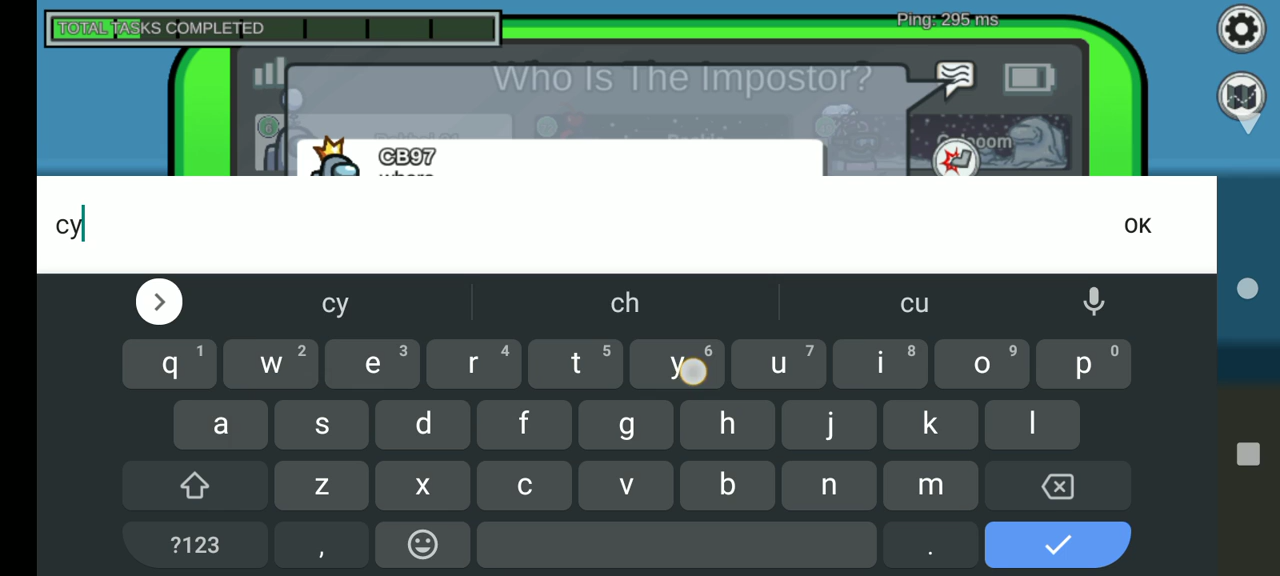 TOTAL TASKS COMPLETED
Ping: 295 ms
Who Is The Impostor?
CB97
where
cy
OK
cy ch cu
q 1 w 2 e 3 r 4 t 5 y 6 u 7 i 8 o 9 p 0
a s d f g h j k l
z x c v b n m
?123 , .